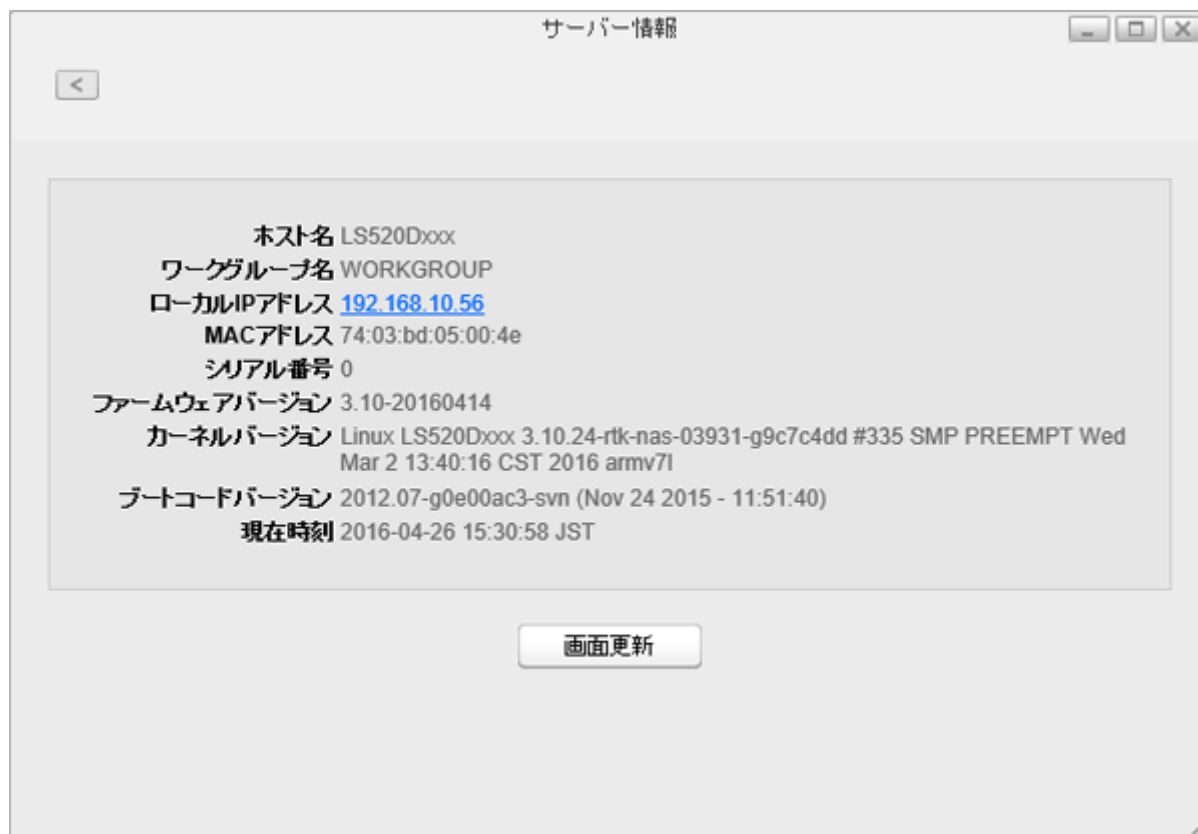 サーバー情報
<
ホスト名 LS520Dxxx
ワークグループ名 WORKGROUP
ローカルIPアドレス 192.168.10.56
MACアドレス 74:03:bd:05:00:4e
シリアル番号 0
ファームウェアバージョン 3.10-20160414
カーネルバージョン Linux LS520Dxxx 3.10.24-rtk-nas-03931-g9c7c4dd #335 SMP PREEMPT Wed
Mar 2 13:40:16 CST 2016 armv7l
ブートコードバージョン 2012.07-g0e00ac3-svn (Nov 24 2015 - 11:51:40)
現在時刻 2016-04-26 15:30:58 JST
画面更新